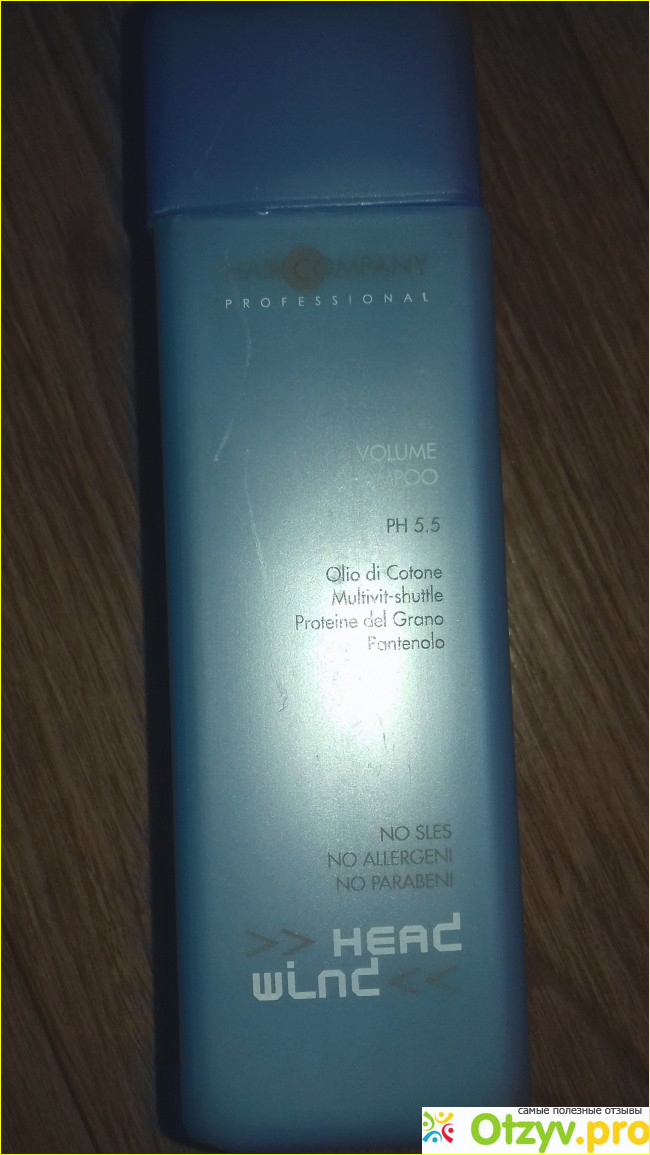 HAIR COMPANY
PROFESSIONAL
VOLUME
PH 5.5
Olio di Cotone
Multivit-shuttle
Proteine del Grano
Pantenolo
NO SLES
NO ALLERGENI
NO PARABENI
>> HEAD
WIND <<
самые полезные отзывы
Otzyv.pro